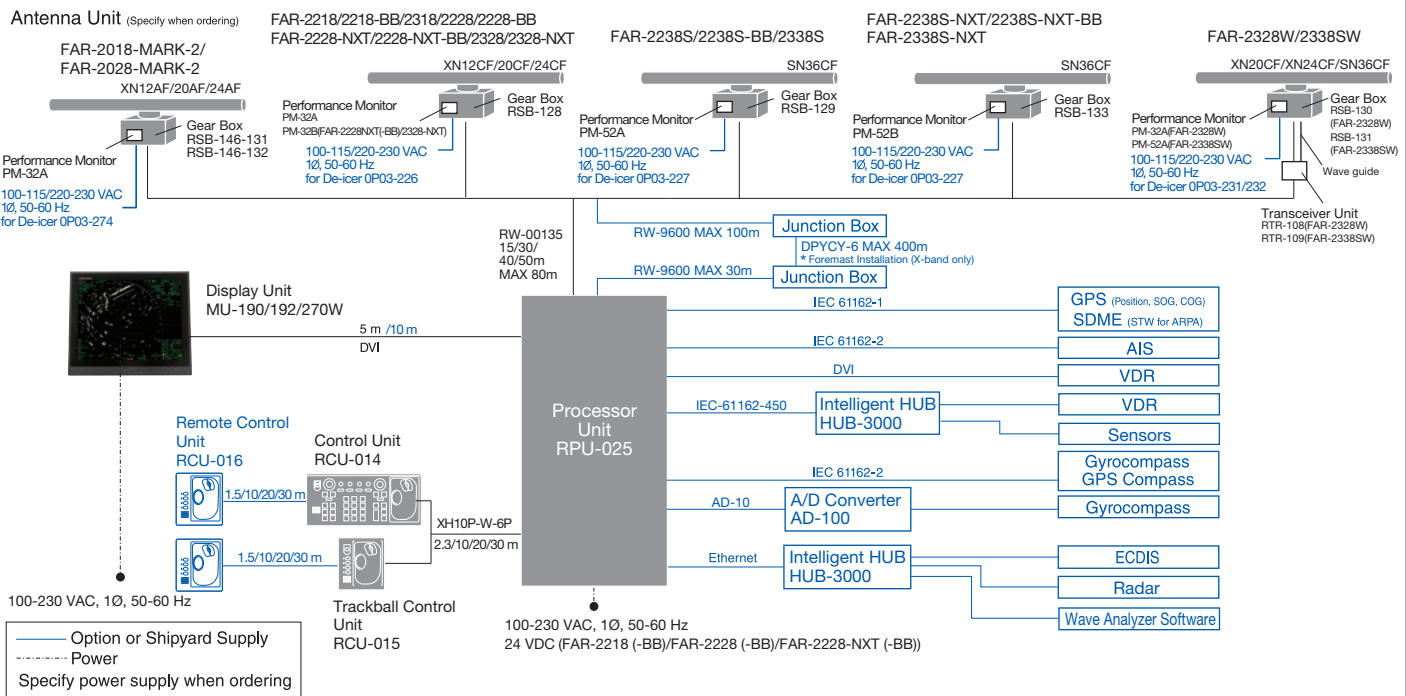 Antenna Unit (Specify when ordering)
FAR-2018-MARK-2/
FAR-2028-MARK-2
XN12AF/20AF/24AF
Gear Box
RSB-146-131
RSB-146-132
Performance Monitor
PM-32A
100-115/220-230 VAC
1Ø, 50-60 Hz
for De-icer 0P03-274
FAR-2218/2218-BB/2318/2228/2228-BB
FAR-2228-NXT/2228-NXT-BB/2328/2328-NXT
XN12CF/20CF/24CF
Gear Box
RSB-128
Performance Monitor
PM-32A
PM-32B(FAR-2228NXT(-BB)/2328-NXT)
100-115/220-230 VAC
1Ø, 50-60 Hz
for De-icer 0P03-226
FAR-2238S/2238S-BB/2338S
SN36CF
Gear Box
RSB-129
Performance Monitor
PM-52A
100-115/220-230 VAC
1Ø, 50-60 Hz
for De-icer 0P03-227
FAR-2238S-NXT/2238S-NXT-BB
FAR-2338S-NXT
SN36CF
Gear Box
RSB-133
Performance Monitor
PM-52B
100-115/220-230 VAC
1Ø, 50-60 Hz
for De-icer 0P03-227
FAR-2328W/2338SW
XN20CF/XN24CF/SN36CF
Gear Box
RSB-130
(FAR-2328W)
RSB-131
(FAR-2338SW)
Performance Monitor
PM-32A(FAR-2328W)
PM-52A(FAR-2338SW)
100-115/220-230 VAC
1Ø, 50-60 Hz
for De-icer 0P03-231/232
Wave guide
Transceiver Unit
RTR-108(FAR-2328W)
RTR-109(FAR-2338SW)
RW-00135
15/30/
40/50m
MAX 80m
RW-9600 MAX 100m
Junction Box
DPYCY-6 MAX 400m
* Foremast Installation (X-band only)
RW-9600 MAX 30m
Junction Box
Display Unit
MU-190/192/270W
5 m /10 m
DVI
Processor
Unit
RPU-025
IEC 61162-1
GPS (Position, SOG, COG)
SDME (STW for ARPA)
IEC 61162-2
AIS
DVI
VDR
IEC-61162-450
Intelligent HUB
HUB-3000
VDR
Sensors
IEC 61162-2
Gyrocompass
GPS Compass
AD-10
A/D Converter
AD-100
Gyrocompass
Ethernet
Intelligent HUB
HUB-3000
ECDIS
Radar
Wave Analyzer Software
Remote Control
Unit
RCU-016
Control Unit
RCU-014
1.5/10/20/30 m
XH10P-W-6P
2.3/10/20/30 m
1.5/10/20/30 m
Trackball Control
Unit
RCU-015
100-230 VAC, 1Ø, 50-60 Hz
100-230 VAC, 1Ø, 50-60 Hz
24 VDC (FAR-2218 (-BB)/FAR-2228 (-BB)/FAR-2228-NXT (-BB))
Option or Shipyard Supply
Power
Specify power supply when ordering